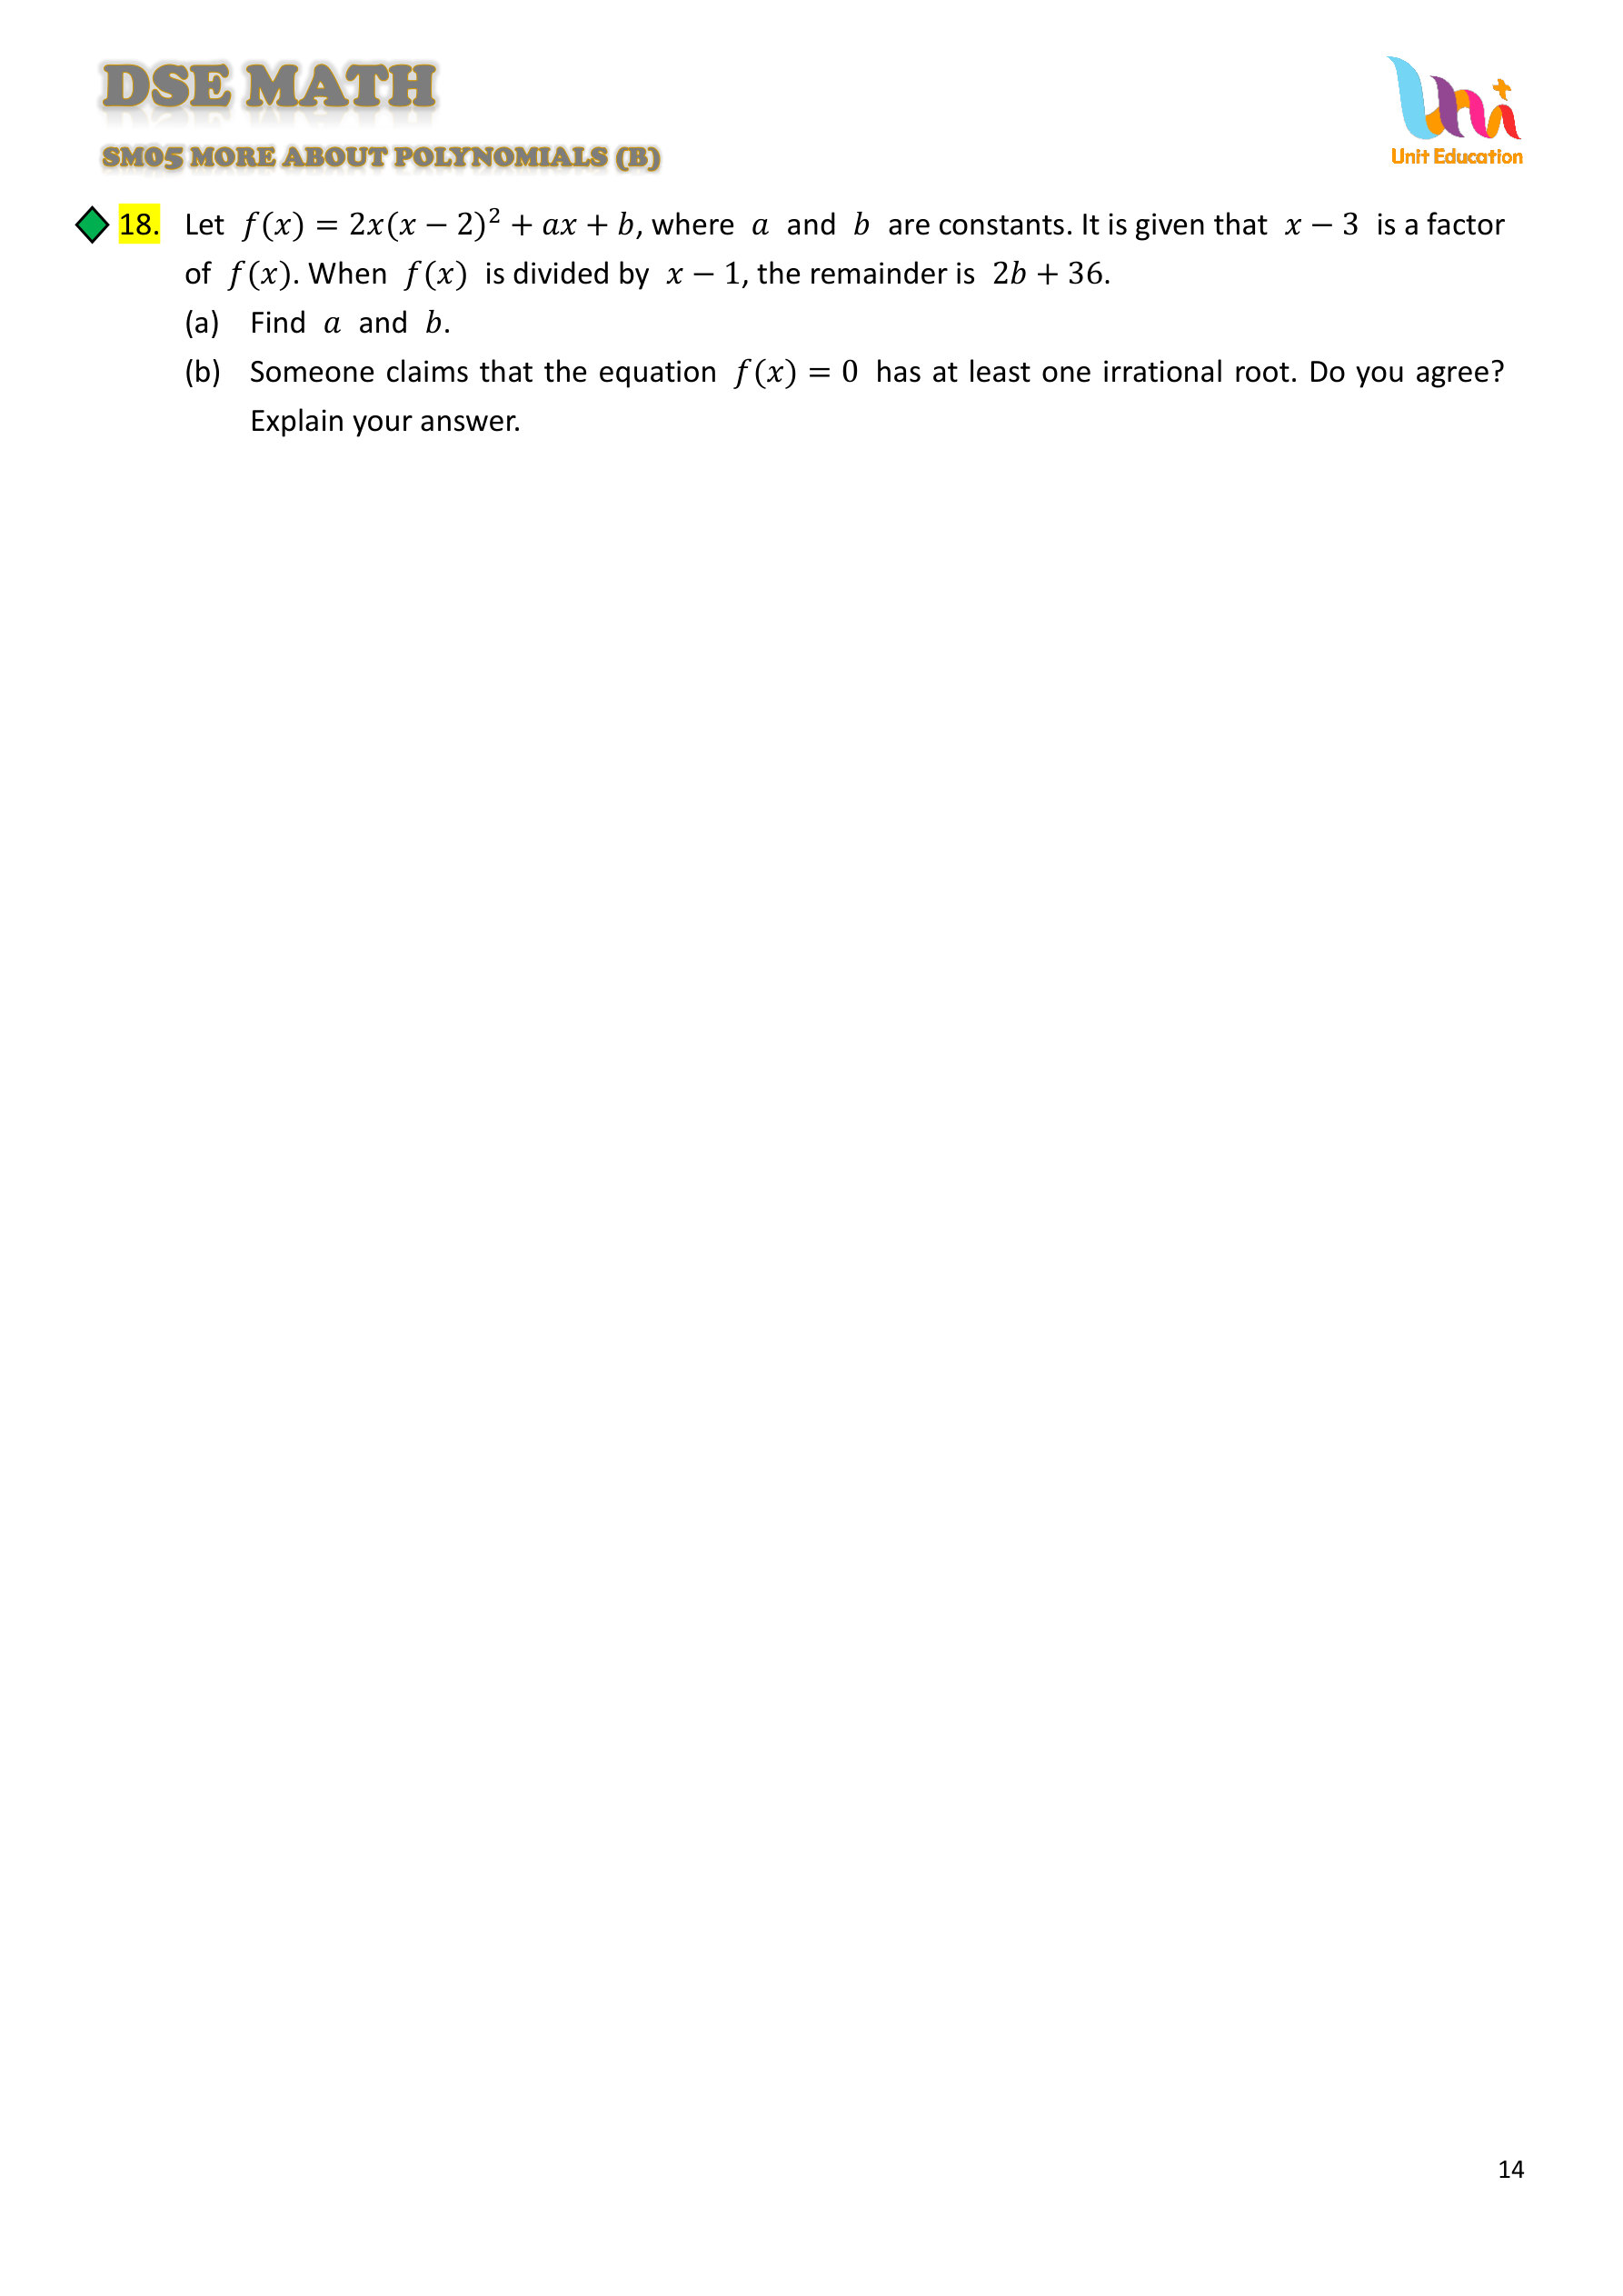 DSE MATH
Unit Education
SM05 MORE ABOUT POLYNOMIALS (B)
18. Let f(x) = 2x(x − 2)² + ax + b, where a and b are constants. It is given that x − 3 is a factor
of f(x). When f(x) is divided by x − 1, the remainder is 2b + 36.
(a) Find a and b.
(b) Someone claims that the equation f(x) = 0 has at least one irrational root. Do you agree?
Explain your answer.
14